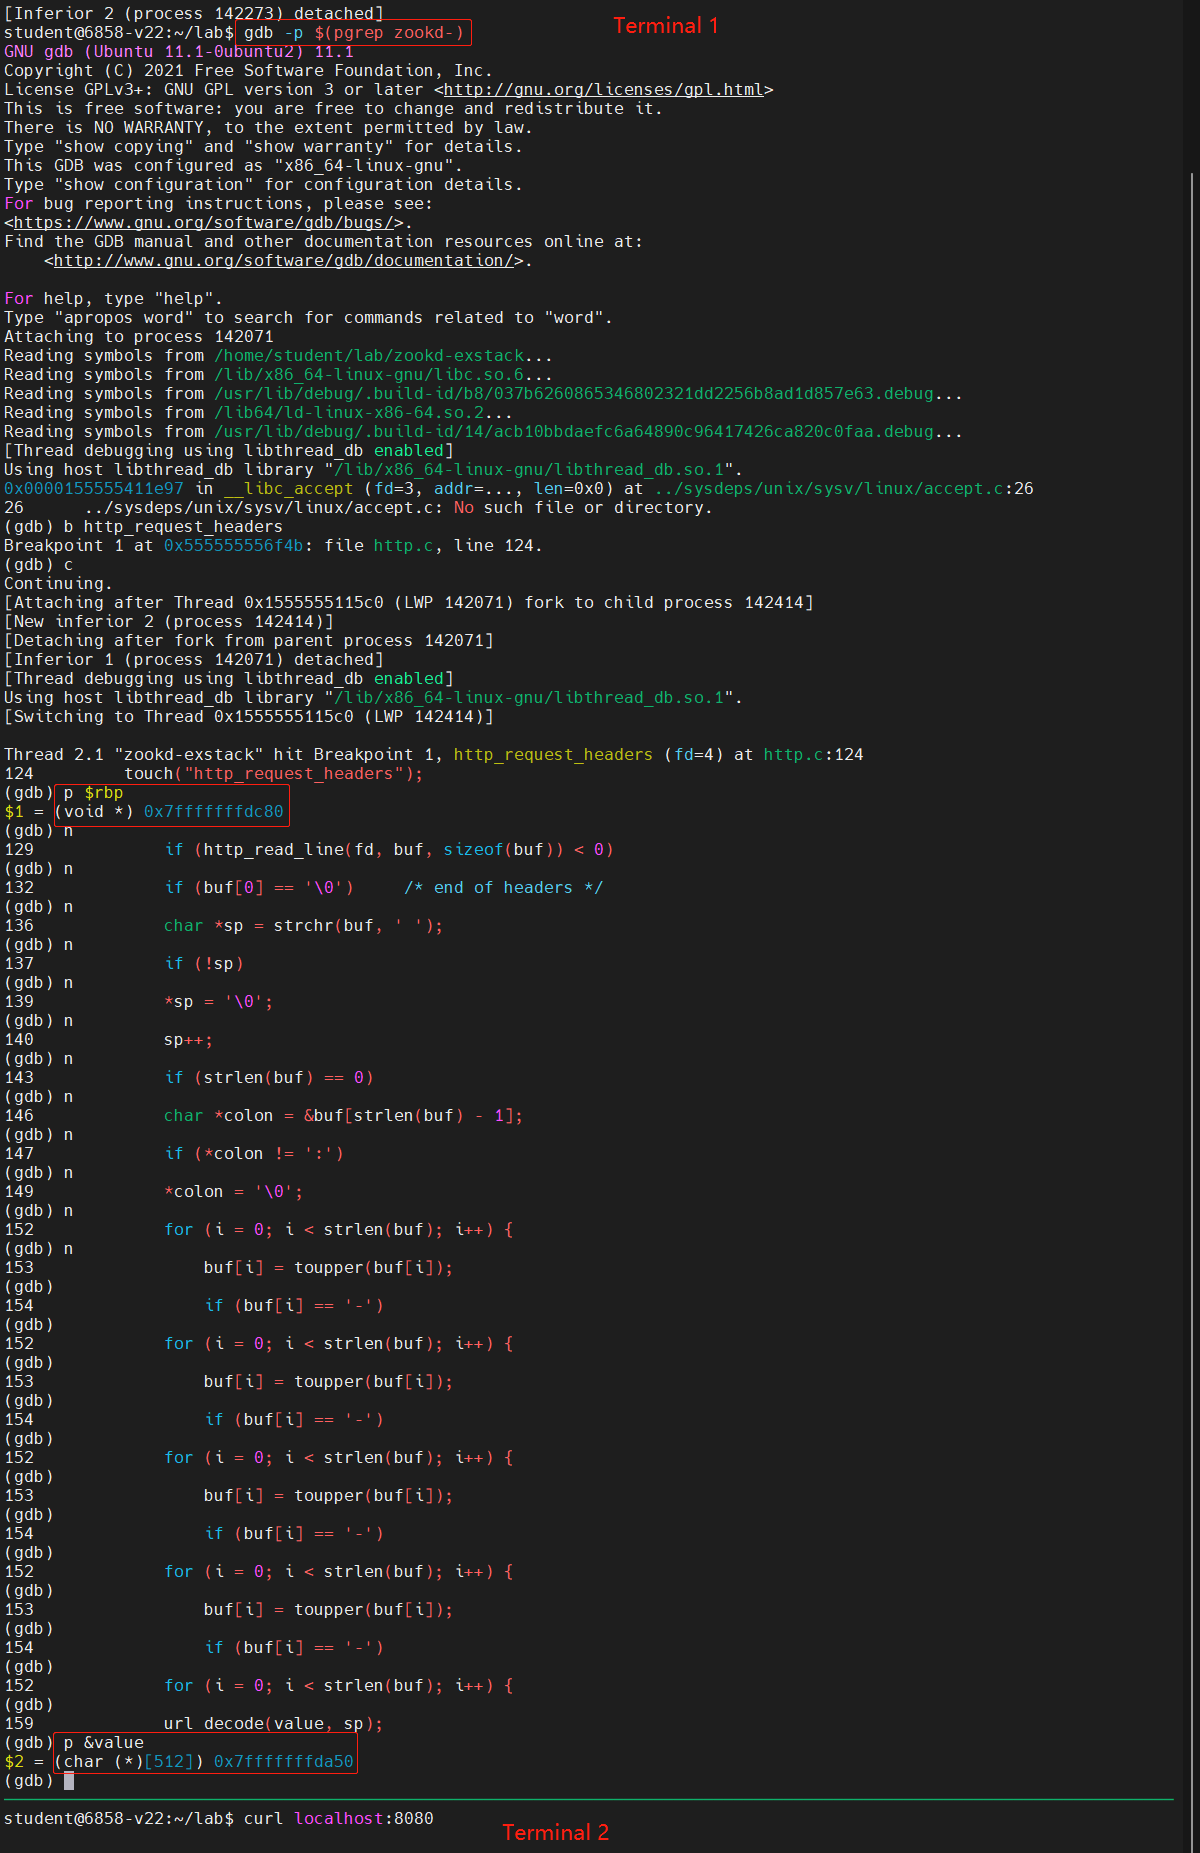 [Inferior 2 (process 142273) detached]
student@6858-v22:~/lab$ gdb -p $(pgrep zookd-)
Terminal 1
GNU gdb (Ubuntu 11.1-0ubuntu2) 11.1
Copyright (C) 2021 Free Software Foundation, Inc.
License GPLv3+: GNU GPL version 3 or later <http://gnu.org/licenses/gpl.html>
This is free software: you are free to change and redistribute it.
There is NO WARRANTY, to the extent permitted by law.
Type "show copying" and "show warranty" for details.
This GDB was configured as "x86_64-linux-gnu".
Type "show configuration" for configuration details.
For bug reporting instructions, please see:
<https://www.gnu.org/software/gdb/bugs/>.
Find the GDB manual and other documentation resources online at:
    <http://www.gnu.org/software/gdb/documentation/>.
For help, type "help".
Type "apropos word" to search for commands related to "word".
Attaching to process 142071
Reading symbols from /home/student/lab/zookd-exstack...
Reading symbols from /lib/x86_64-linux-gnu/libc.so.6...
Reading symbols from /usr/lib/debug/.build-id/b8/037b6260865346802321dd2256b8ad1d857e63.debug...
Reading symbols from /lib64/ld-linux-x86-64.so.2...
Reading symbols from /usr/lib/debug/.build-id/14/acb10bbdaefc6a64890c96417426ca820c0faa.debug...
[Thread debugging using libthread_db enabled]
Using host libthread_db library "/lib/x86_64-linux-gnu/libthread_db.so.1".
0x0000155555411e97 in __libc_accept (fd=3, addr=..., len=0x0) at ../sysdeps/unix/sysv/linux/accept.c:26
26      ../sysdeps/unix/sysv/linux/accept.c: No such file or directory.
(gdb) b http_request_headers
Breakpoint 1 at 0x555555556f4b: file http.c, line 124.
(gdb) c
Continuing.
[Attaching after Thread 0x1555555115c0 (LWP 142071) fork to child process 142414]
[New inferior 2 (process 142414)]
[Detaching after fork from parent process 142071]
[Inferior 1 (process 142071) detached]
[Thread debugging using libthread_db enabled]
Using host libthread_db library "/lib/x86_64-linux-gnu/libthread_db.so.1".
[Switching to Thread 0x1555555115c0 (LWP 142414)]
Thread 2.1 "zookd-exstack" hit Breakpoint 1, http_request_headers (fd=4) at http.c:124
124         touch("http_request_headers");
(gdb) p $rbp
$1 = (void *) 0x7fffffffdc80
(gdb) n
129             if (http_read_line(fd, buf, sizeof(buf)) < 0)
(gdb) n
132             if (buf[0] == '\0')     /* end of headers */
(gdb) n
136             char *sp = strchr(buf, ' ');
(gdb) n
137             if (!sp)
(gdb) n
139             *sp = '\0';
(gdb) n
140             sp++;
(gdb) n
143             if (strlen(buf) == 0)
(gdb) n
146             char *colon = &buf[strlen(buf) - 1];
(gdb) n
147             if (*colon != ':')
(gdb) n
149             *colon = '\0';
(gdb) n
152             for (i = 0; i < strlen(buf); i++) {
(gdb) n
153                 buf[i] = toupper(buf[i]);
(gdb)
154                 if (buf[i] == '-')
(gdb)
152             for (i = 0; i < strlen(buf); i++) {
(gdb)
153                 buf[i] = toupper(buf[i]);
(gdb)
154                 if (buf[i] == '-')
(gdb)
152             for (i = 0; i < strlen(buf); i++) {
(gdb)
153                 buf[i] = toupper(buf[i]);
(gdb)
154                 if (buf[i] == '-')
(gdb)
152             for (i = 0; i < strlen(buf); i++) {
(gdb)
153                 buf[i] = toupper(buf[i]);
(gdb)
154                 if (buf[i] == '-')
(gdb)
152             for (i = 0; i < strlen(buf); i++) {
(gdb)
159             url_decode(value, sp);
(gdb) p &value
$2 = (char (*)[512]) 0x7fffffffda50
(gdb)
student@6858-v22:~/lab$ curl localhost:8080
Terminal 2